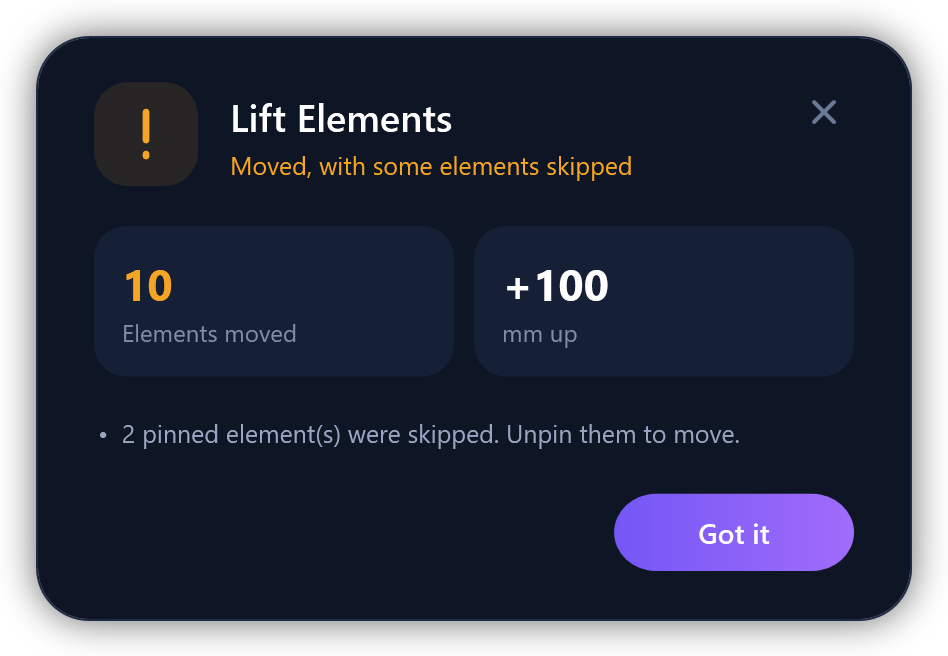 Lift Elements
Moved, with some elements skipped
10
Elements moved
+100
mm up
• 2 pinned element(s) were skipped. Unpin them to move.
Got it